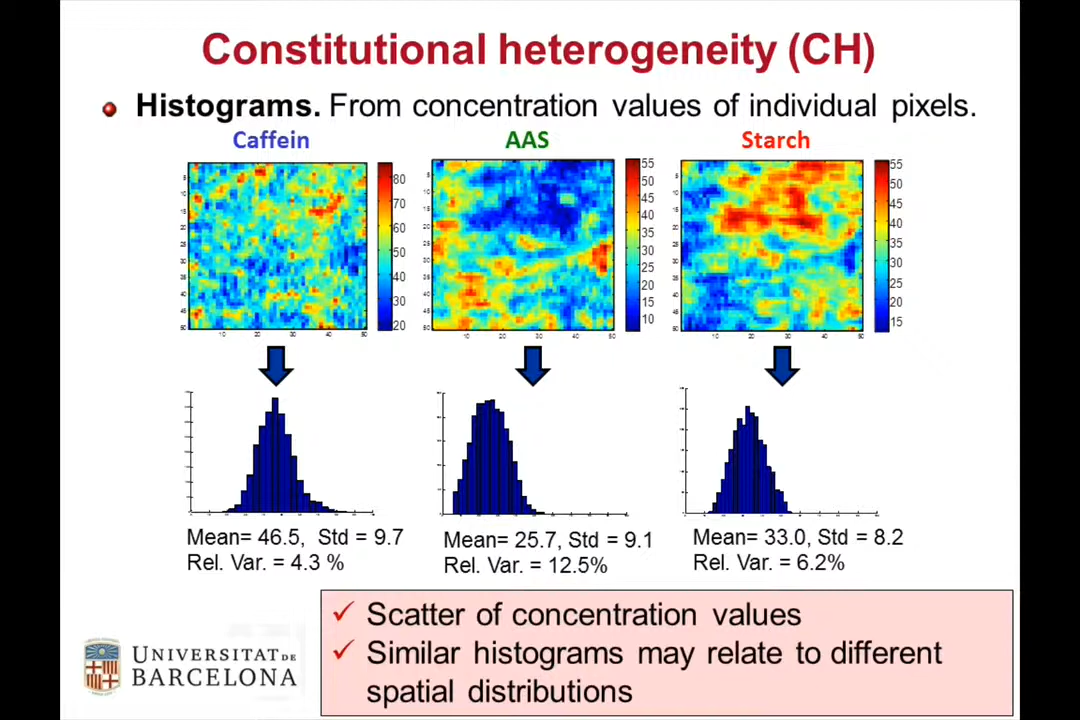 Constitutional heterogeneity (CH)
Histograms. From concentration values of individual pixels.
Caffein AAS Starch
80
70
60
50
40
30
20
55
50
45
40
35
30
25
20
15
10
55
50
45
40
35
30
25
20
15
Mean= 46.5, Std = 9.7
Rel. Var. = 4.3 %
Mean= 25.7, Std = 9.1
Rel. Var. = 12.5%
Mean= 33.0, Std = 8.2
Rel. Var. = 6.2%
✓ Scatter of concentration values
✓ Similar histograms may relate to different
spatial distributions
UNIVERSITAT DE
BARCELONA